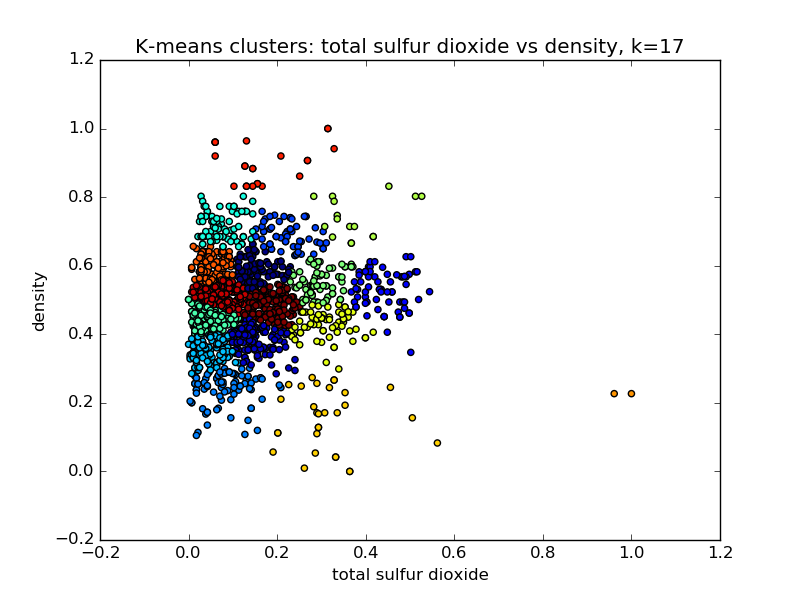 K-means clusters: total sulfur dioxide vs density, k=17
1.2
1.0
0.8
0.6
0.4
0.2
0.0
−0.2
density
−0.2 0.0 0.2 0.4 0.6 0.8 1.0 1.2
total sulfur dioxide